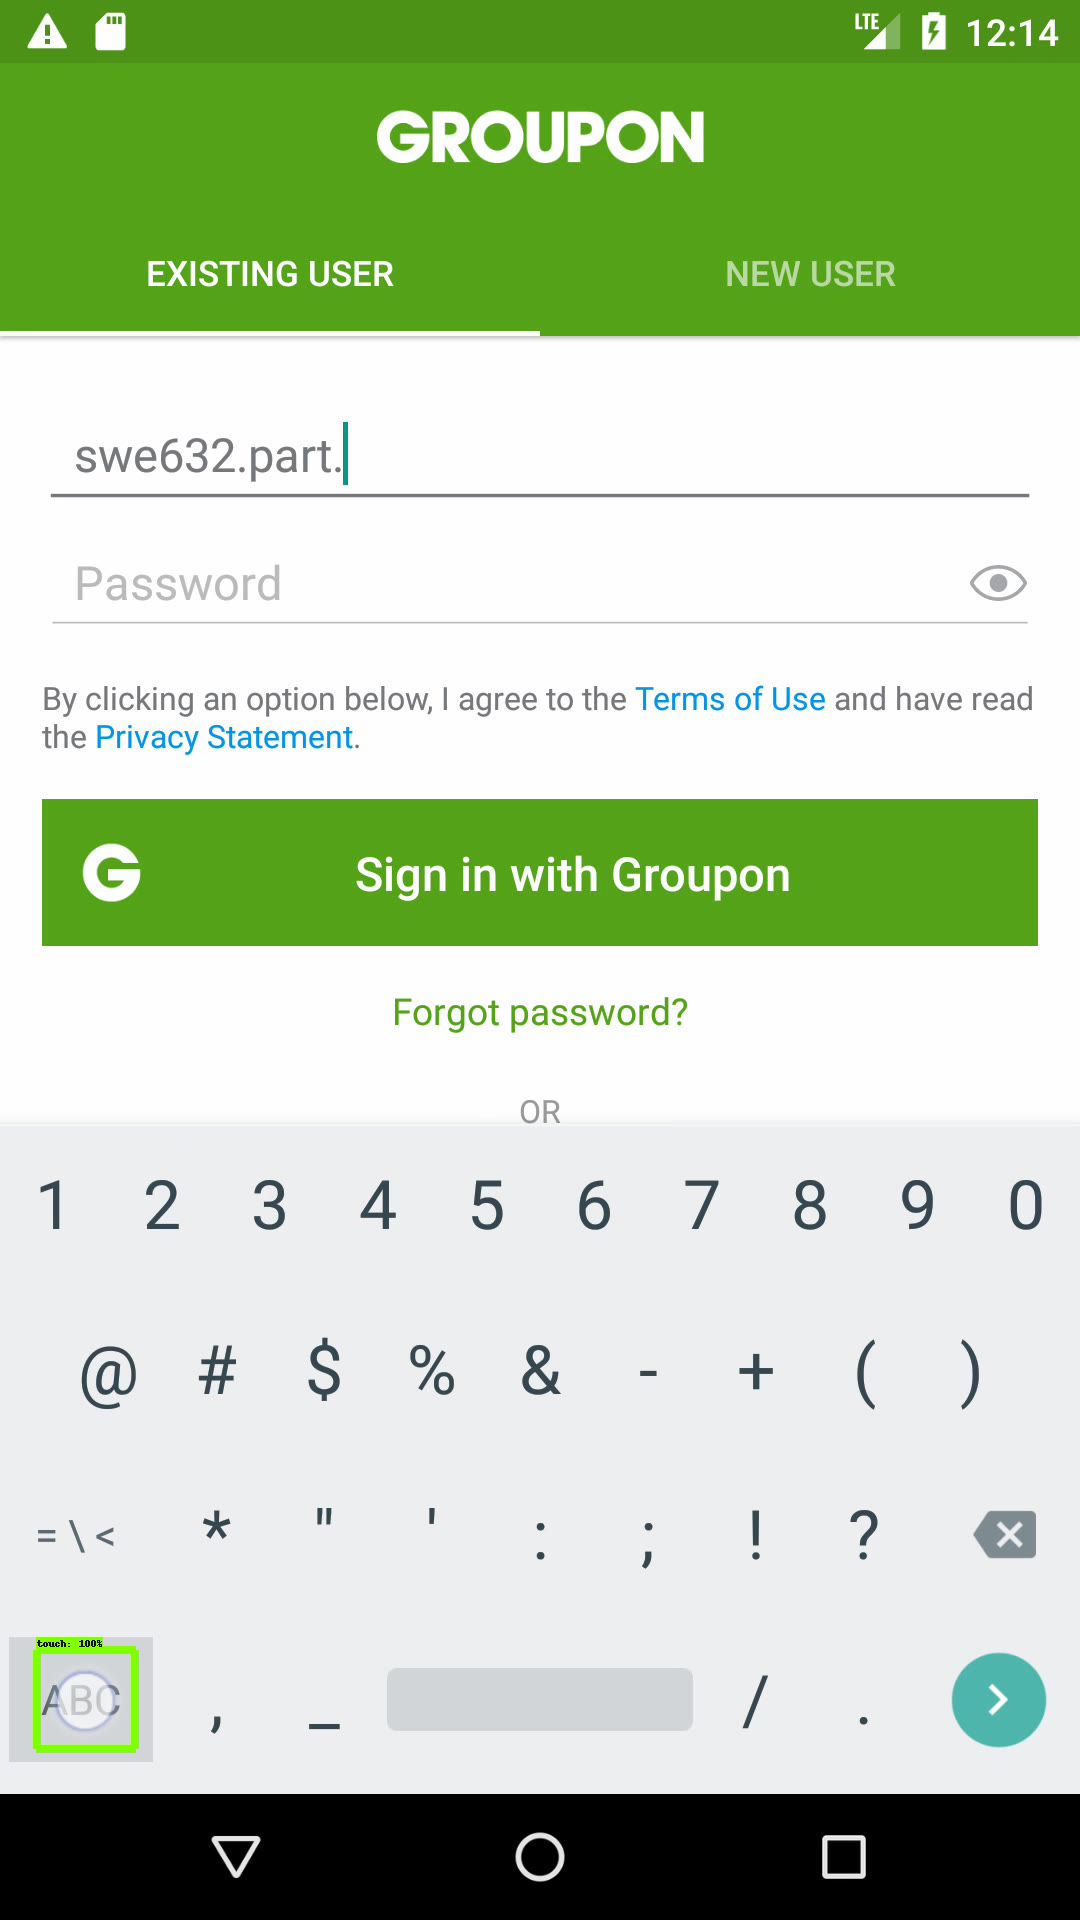 LTE 12:14
GROUPON
EXISTING USER NEW USER
swe632.part.
Password
By clicking an option below, I agree to the Terms of Use and have read
the Privacy Statement.
G Sign in with Groupon
Forgot password?
OR
1 2 3 4 5 6 7 8 9 0
@ # $ % & - + ( )
= \ < * " ' : ; ! ?
touch: 100%
ABC , _ / .